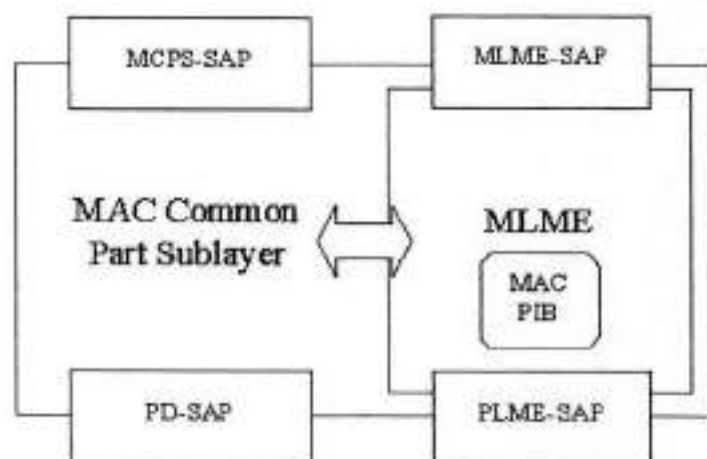 MCPS-SAP
MLME-SAP
MAC Common
Part Sublayer
MLME
MAC
PIB
PD-SAP
PLME-SAP